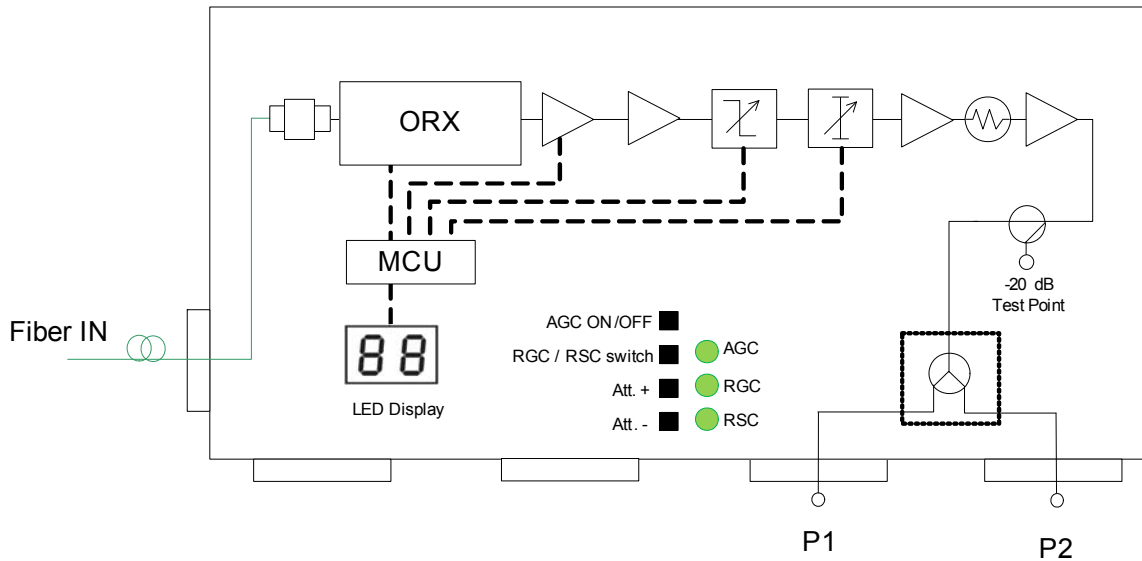 ORX
MCU
-20 dB
Test Point
Fiber IN
88
LED Display
AGC ON/OFF
RGC / RSC switch
Att. +
Att. -
AGC
RGC
RSC
P1
P2